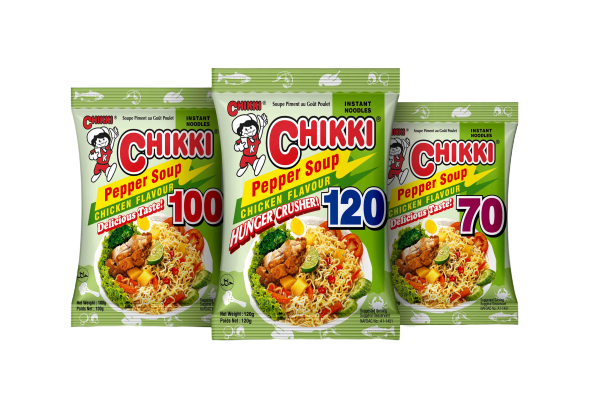 CHIKKI
Soupe Piment au Goût Poulet
INSTANT
NOODLES
CHIKKI
Pepper Soup
CHICKEN FLAVOUR
Delicious Taste!
100
Net Weight : 100g
Poids Net : 100g
CHIKKI
Soupe Piment au Goût Poulet
INSTANT
NOODLES
CHIKKI
Pepper Soup
CHICKEN FLAVOUR
HUNGER CRUSHER!
120
Net Weight : 120g
Poids Net : 120g
Soupe Piment au Goût Poulet
INSTANT
NOODLES
CHIKKI
Pepper Soup
CHICKEN FLAVOUR
Delicious Taste!
70